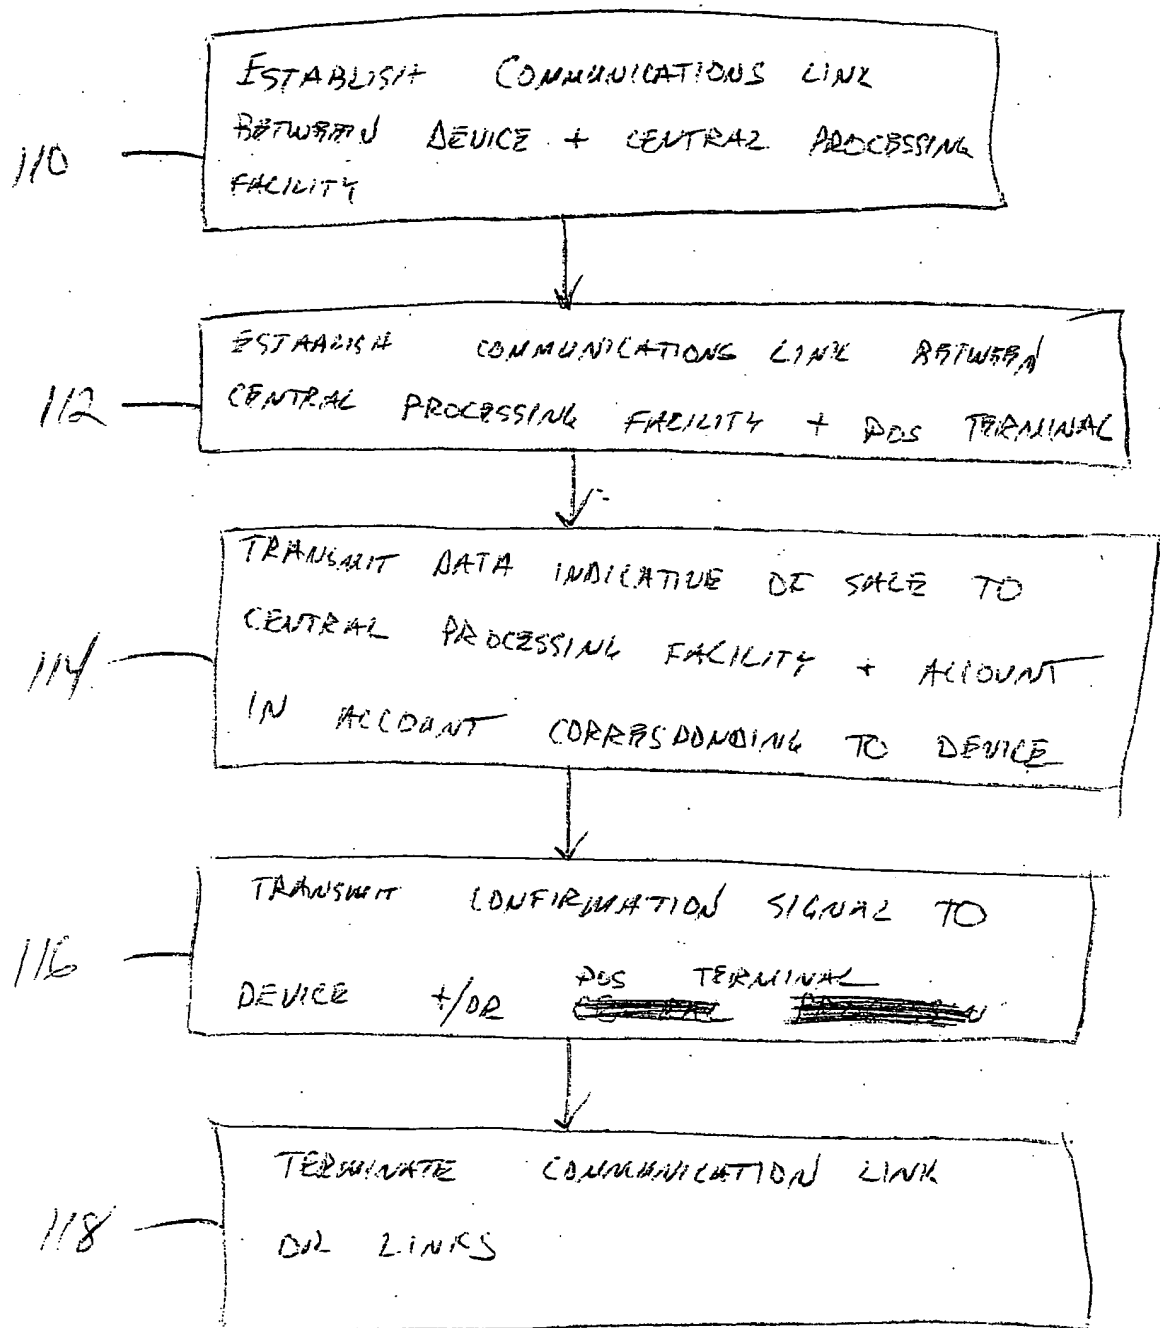 ESTABLISH COMMUNICATIONS LINK
110
BETWEEN DEVICE + CENTRAL PROCESSING
FACILITY
ESTABLISH COMMUNICATIONS LINK BETWEEN
112
CENTRAL PROCESSING FACILITY + POS TERMINAL
TRANSMIT DATA INDICATIVE OF SALE TO
CENTRAL PROCESSING FACILITY + ACCOUNT
114
IN ACCOUNT CORRESPONDING TO DEVICE
TRANSMIT CONFIRMATION SIGNAL TO
116
DEVICE +/OR POS TERMINAL
TERMINATE COMMUNICATION LINK
118
OR LINKS